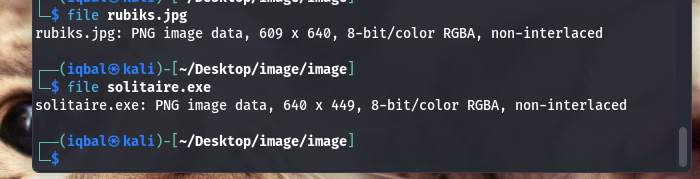 └─$ file rubiks.jpg
rubiks.jpg: PNG image data, 609 x 640, 8-bit/color RGBA, non-interlaced
┌──(iqbal㉿kali)-[~/Desktop/image/image]
└─$ file solitaire.exe
solitaire.exe: PNG image data, 640 x 449, 8-bit/color RGBA, non-interlaced
┌──(iqbal㉿kali)-[~/Desktop/image/image]
└─$